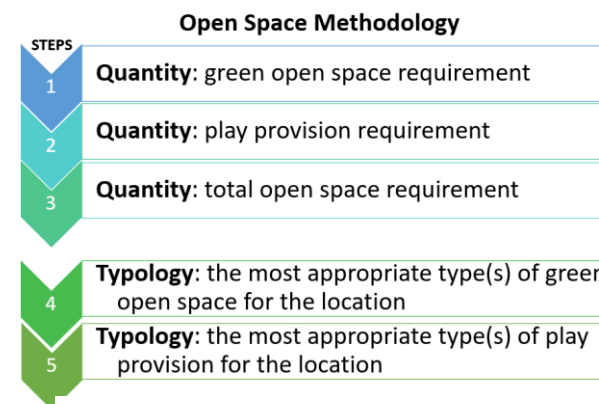 Open Space Methodology
STEPS
1
Quantity: green open space requirement
2
Quantity: play provision requirement
3
Quantity: total open space requirement
4
Typology: the most appropriate type(s) of green
open space for the location
5
Typology: the most appropriate type(s) of play
provision for the location